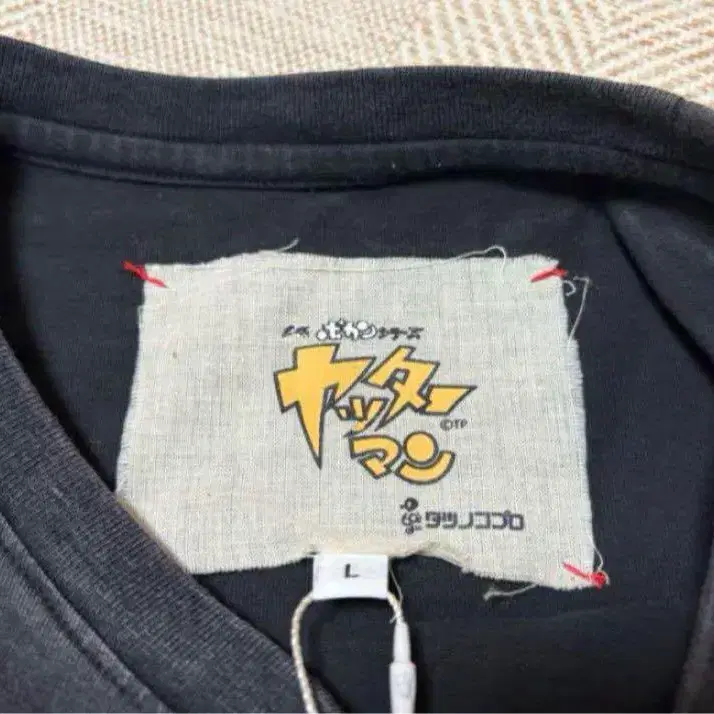 タイムボカンシリーズ
ヤッター
マン
©TP
タツノコプロ
L